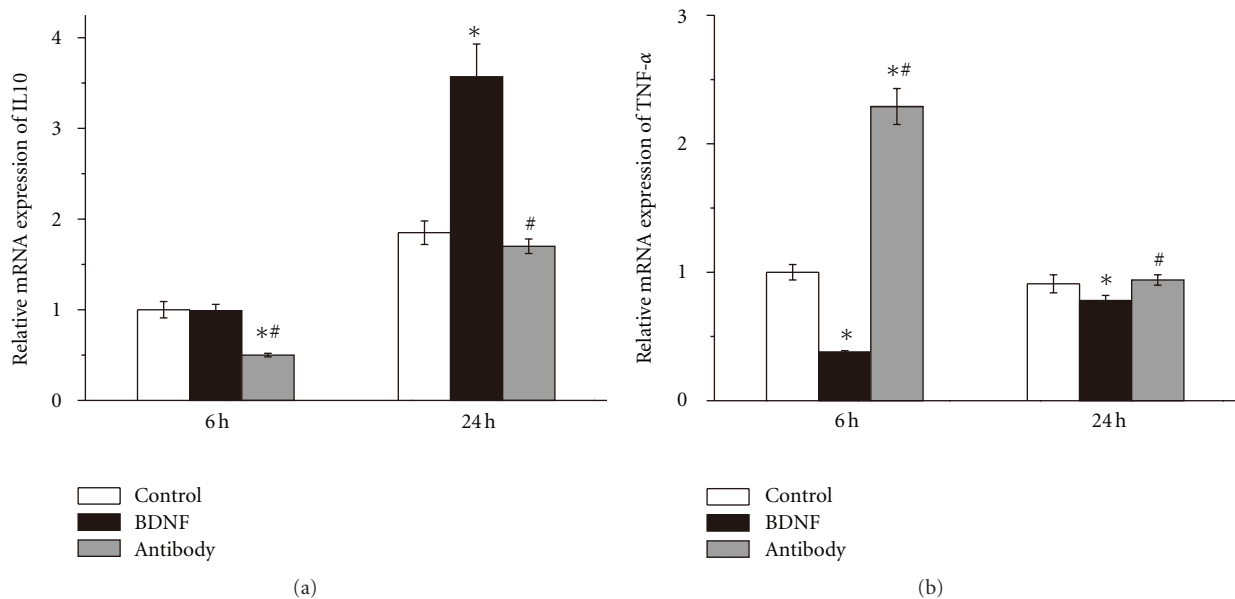 Relative mRNA expression of IL10
4
3
2
1
0
*#
*
#
6 h
24 h
Control
BDNF
Antibody
(a)
Relative mRNA expression of TNF-α
3
2
1
0
*
*#
*
#
6 h
24 h
Control
BDNF
Antibody
(b)